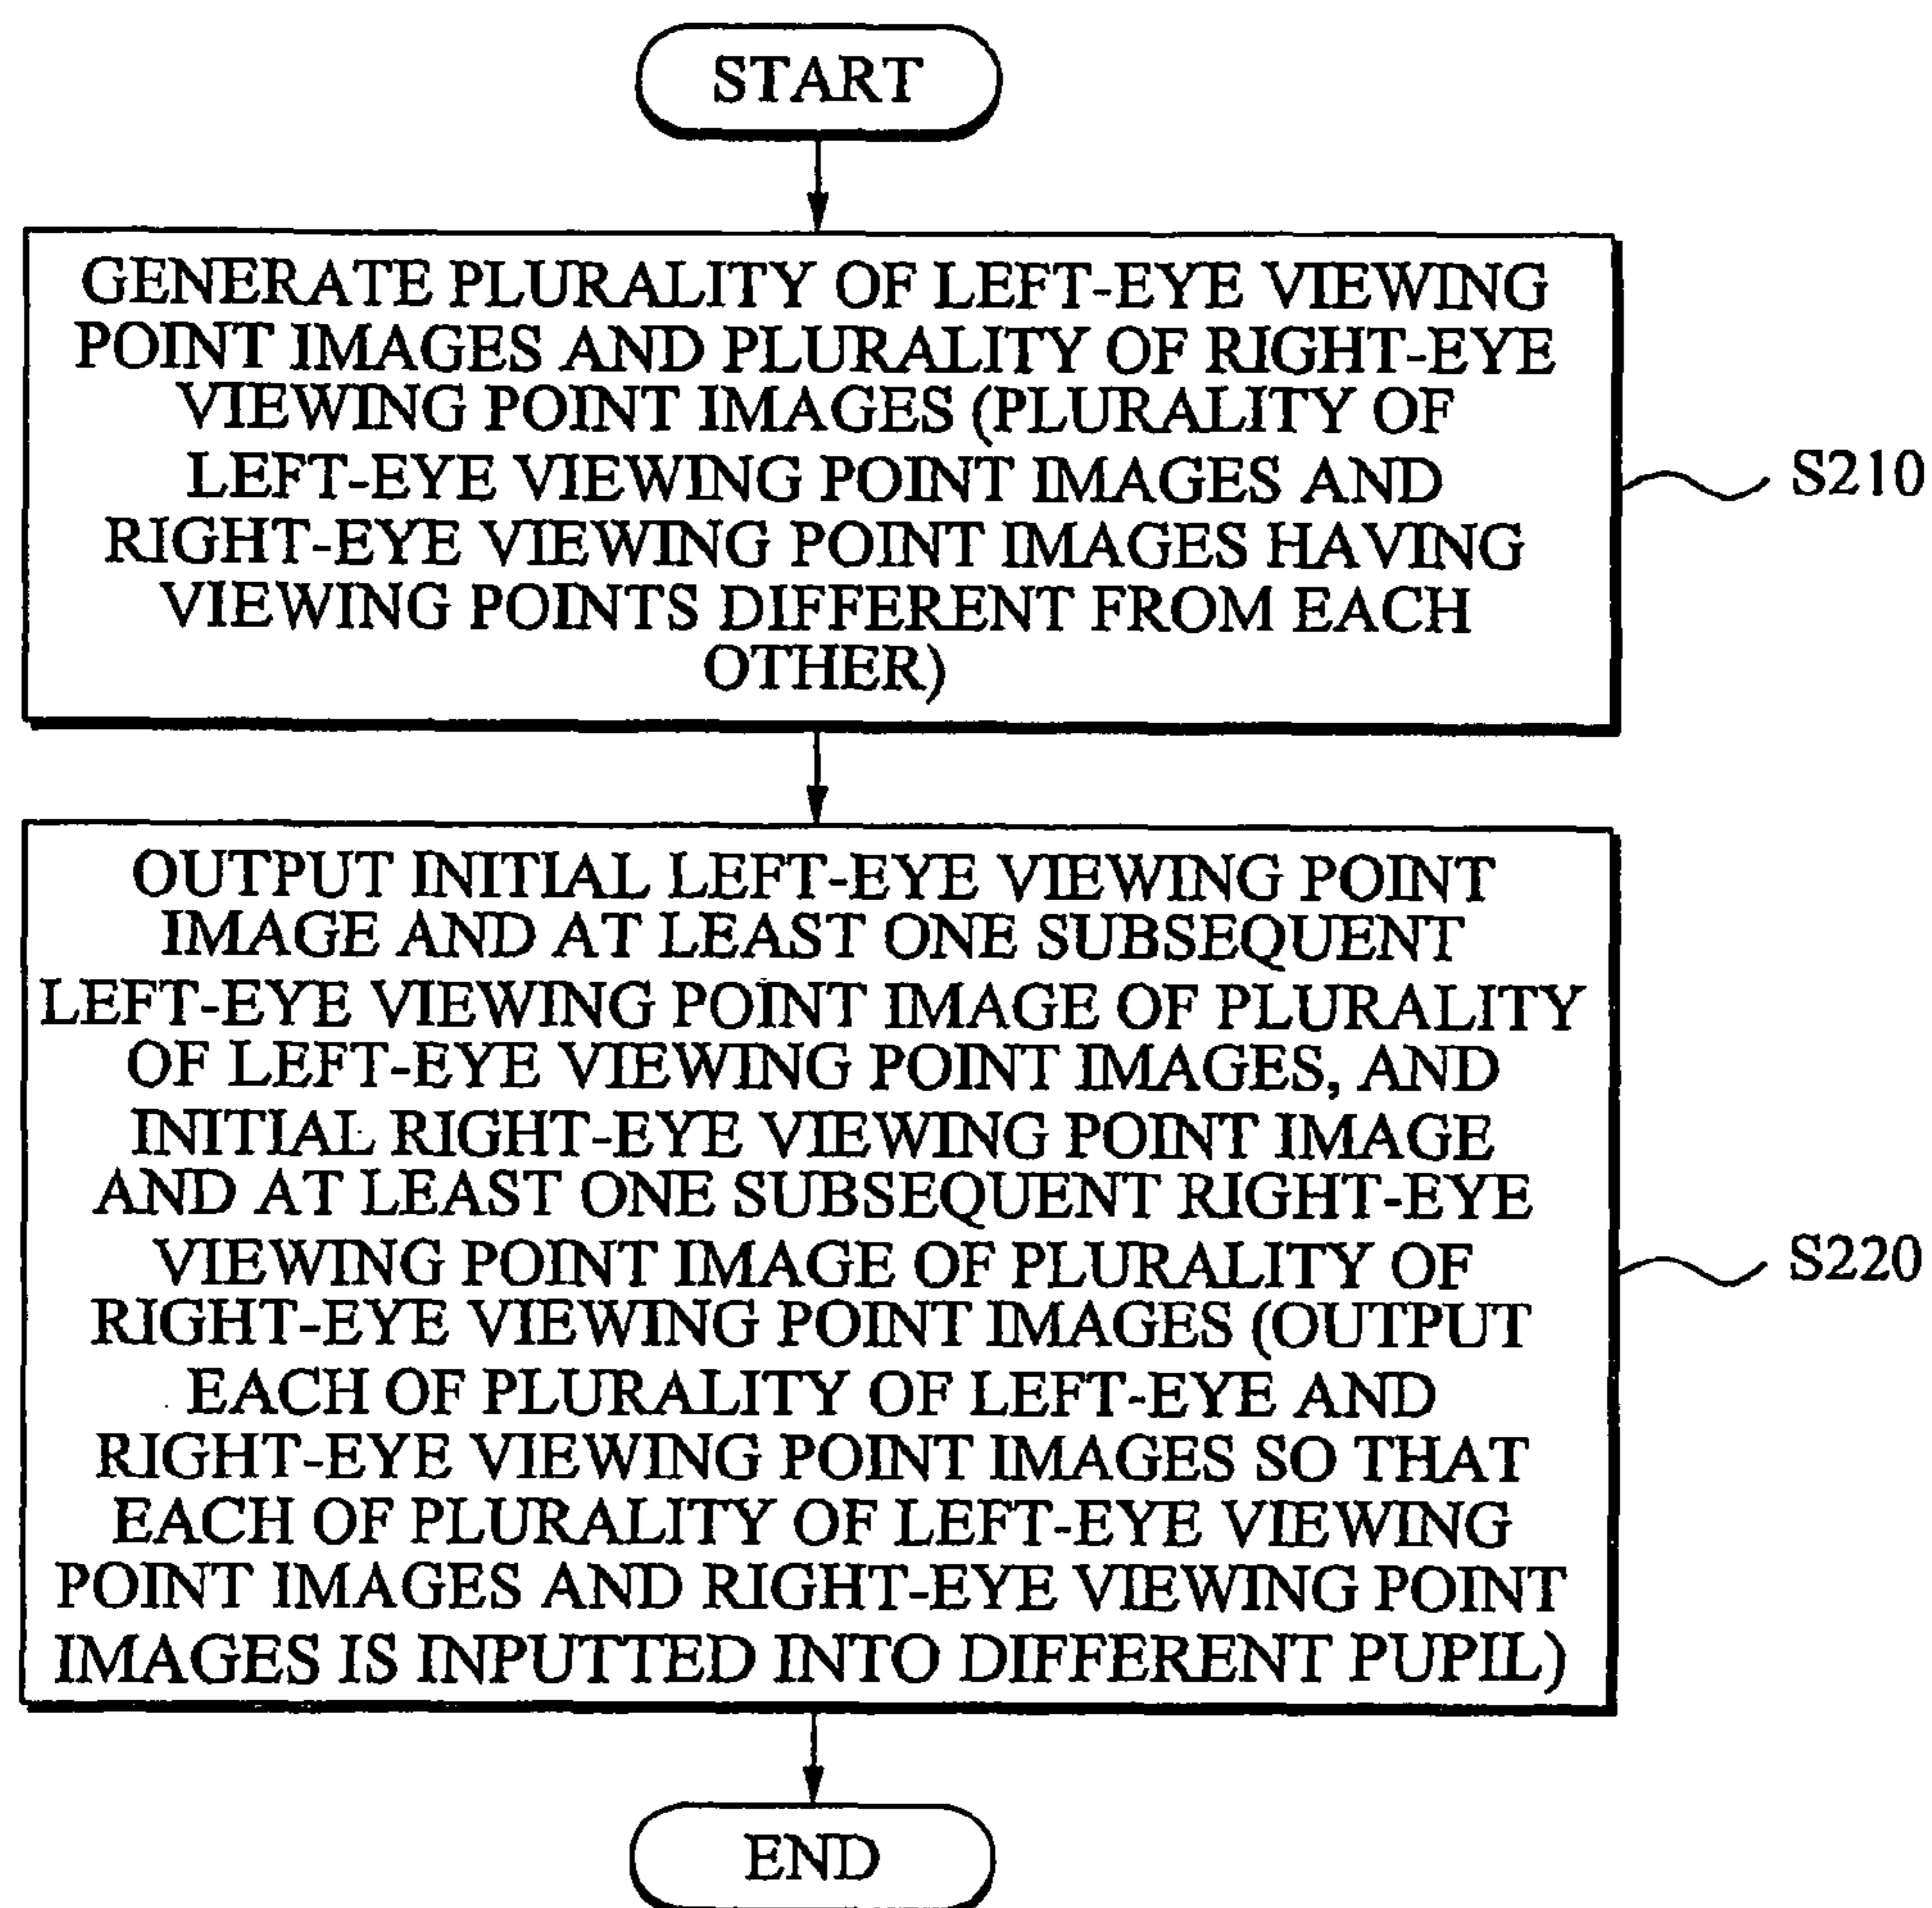 START
GENERATE PLURALITY OF LEFT-EYE VIEWING
POINT IMAGES AND PLURALITY OF RIGHT-EYE
VIEWING POINT IMAGES (PLURALITY OF
LEFT-EYE VIEWING POINT IMAGES AND
RIGHT-EYE VIEWING POINT IMAGES HAVING
VIEWING POINTS DIFFERENT FROM EACH
OTHER)
S210
OUTPUT INITIAL LEFT-EYE VIEWING POINT
IMAGE AND AT LEAST ONE SUBSEQUENT
LEFT-EYE VIEWING POINT IMAGE OF PLURALITY
OF LEFT-EYE VIEWING POINT IMAGES, AND
INITIAL RIGHT-EYE VIEWING POINT IMAGE
AND AT LEAST ONE SUBSEQUENT RIGHT-EYE
VIEWING POINT IMAGE OF PLURALITY OF
RIGHT-EYE VIEWING POINT IMAGES (OUTPUT
EACH OF PLURALITY OF LEFT-EYE AND
RIGHT-EYE VIEWING POINT IMAGES SO THAT
EACH OF PLURALITY OF LEFT-EYE VIEWING
POINT IMAGES AND RIGHT-EYE VIEWING POINT
IMAGES IS INPUTTED INTO DIFFERENT PUPIL)
S220
END